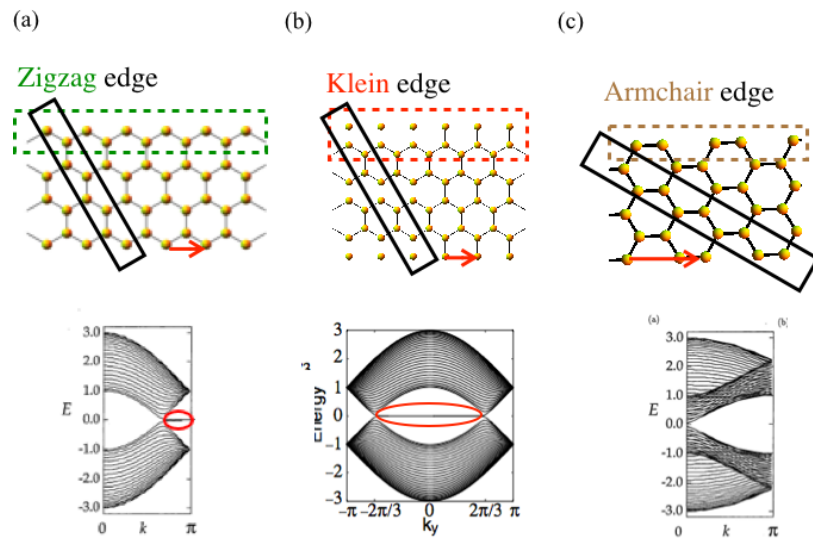 (a)
(b)
(c)
Zigzag edge
Klein edge
Armchair edge
3.0
2.0
1.0
E
0.0
-1.0
-2.0
-3.0
0
k
π
3
2
1
Energy
0
−1
−2
−3
−π −2π/3
0
2π/3 π
ky
(a)
(b)
3.0
2.0
1.0
E
0.0
-1.0
-2.0
-3.0
0
k
π